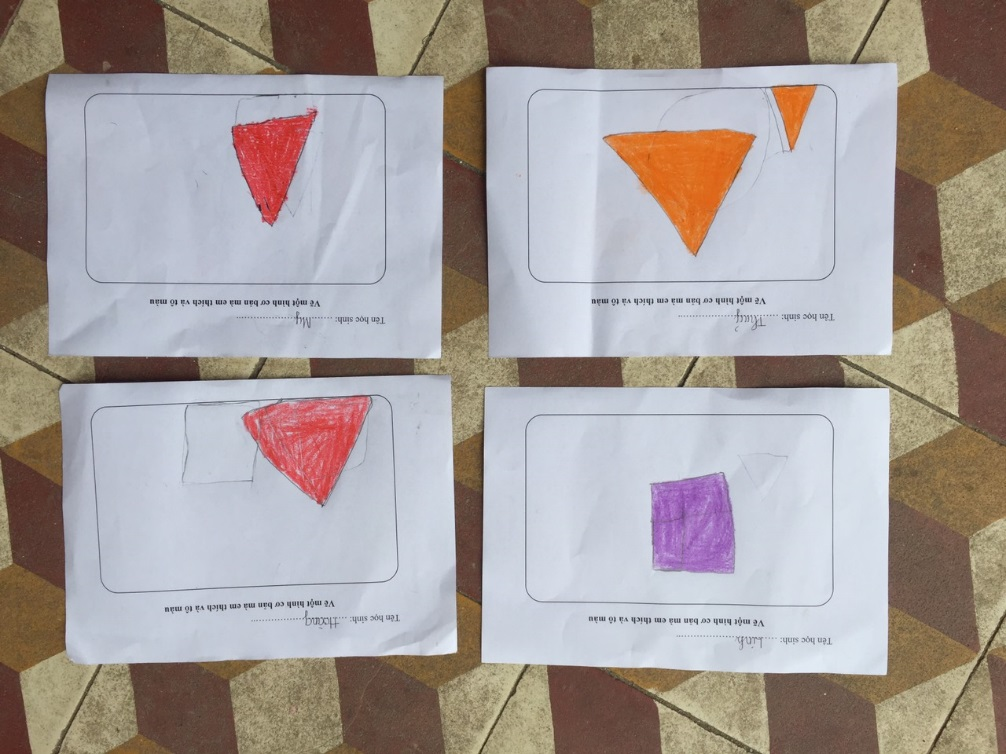 Tên học sinh: ........My........
Vẽ một hình cơ bản mà em thích và tô màu
Tên học sinh: ........Thuỷ........
Vẽ một hình cơ bản mà em thích và tô màu
Tên học sinh: ........Hoàng........
Vẽ một hình cơ bản mà em thích và tô màu
Tên học sinh: ........Linh........
Vẽ một hình cơ bản mà em thích và tô màu